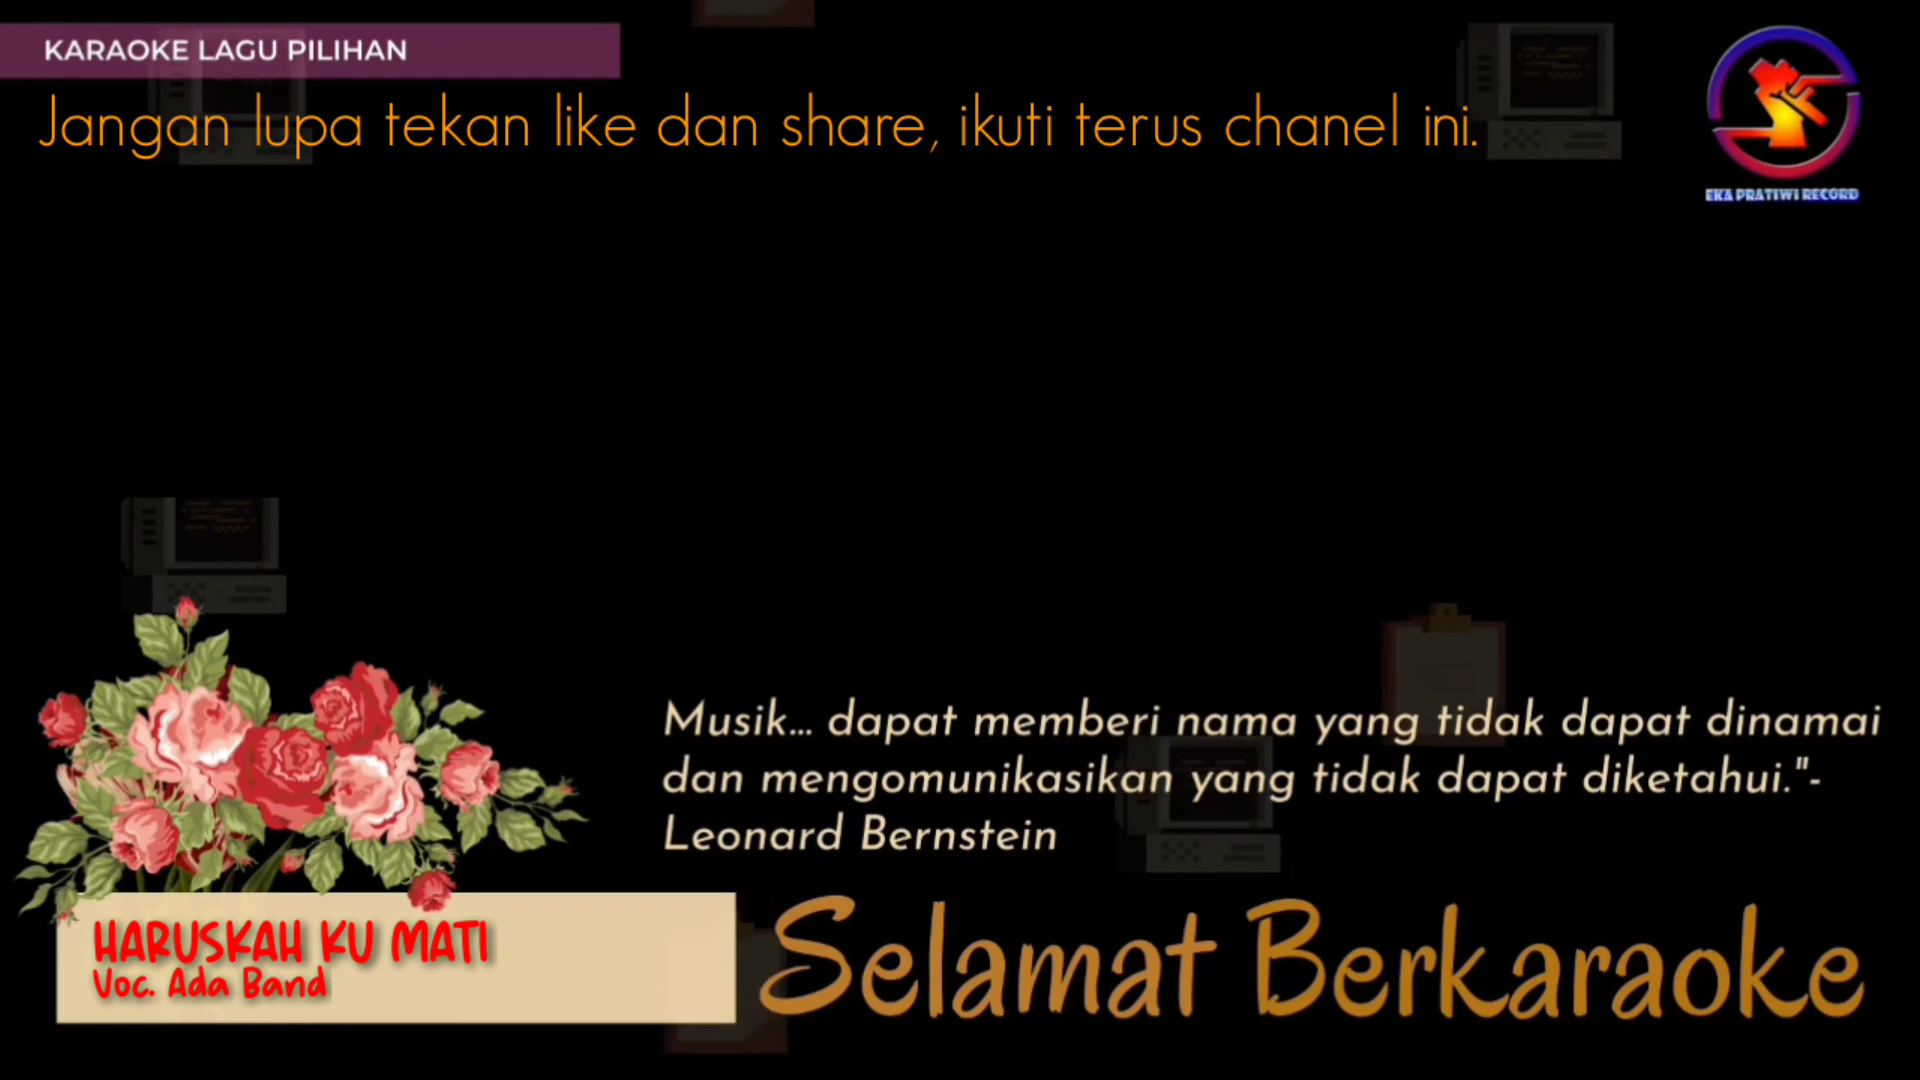 KARAOKE LAGU PILIHAN
Jangan lupa tekan like dan share, ikuti terus chanel ini.
EKA PRATIWI RECORD
Musik... dapat memberi nama yang tidak dapat dinamai
dan mengomunikasikan yang tidak dapat diketahui."-
Leonard Bernstein
HARUSKAH KU MATI
Voc. Ada Band
Selamat Berkaraoke